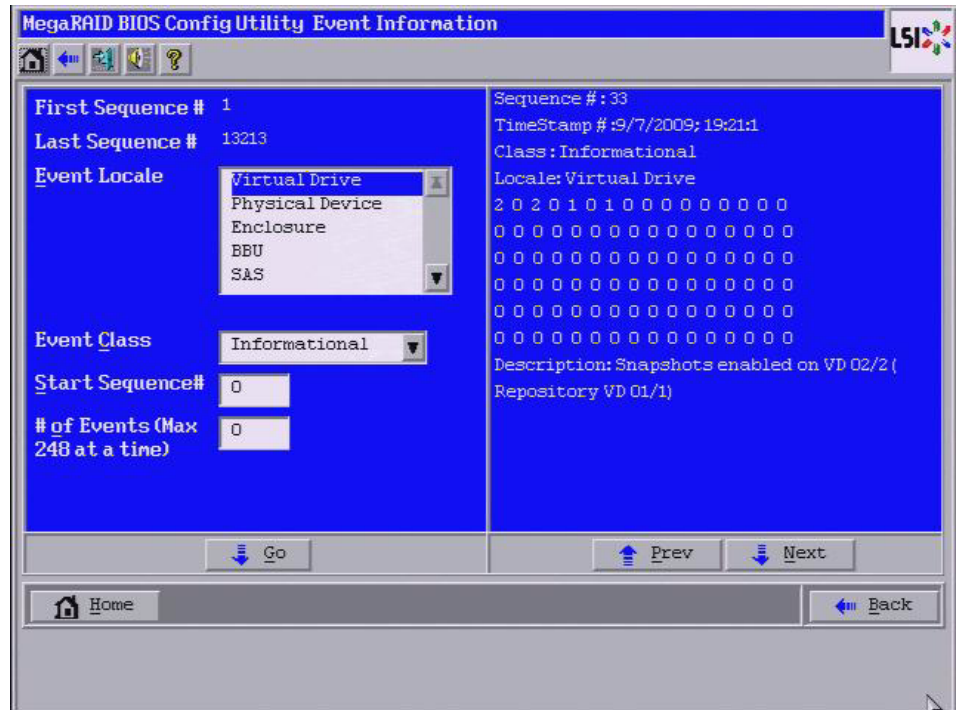 MegaRAID BIOS Config Utility Event Information
LSI
First Sequence # 1
Last Sequence # 13213
Event Locale
Virtual Drive
Physical Device
Enclosure
BBU
SAS
Event Class Informational
Start Sequence# 0
# of Events (Max 248 at a time) 0
Go
Sequence #: 33
TimeStamp #:9/7/2009; 19:21:1
Class: Informational
Locale: Virtual Drive
2 0 2 0 1 0 1 0 0 0 0 0 0 0 0 0
0 0 0 0 0 0 0 0 0 0 0 0 0 0 0 0
0 0 0 0 0 0 0 0 0 0 0 0 0 0 0 0
0 0 0 0 0 0 0 0 0 0 0 0 0 0 0 0
0 0 0 0 0 0 0 0 0 0 0 0 0 0 0 0
0 0 0 0 0 0 0 0 0 0 0 0 0 0 0 0
Description: Snapshots enabled on VD 02/2 (
Repository VD 01/1)
Prev Next
Home Back